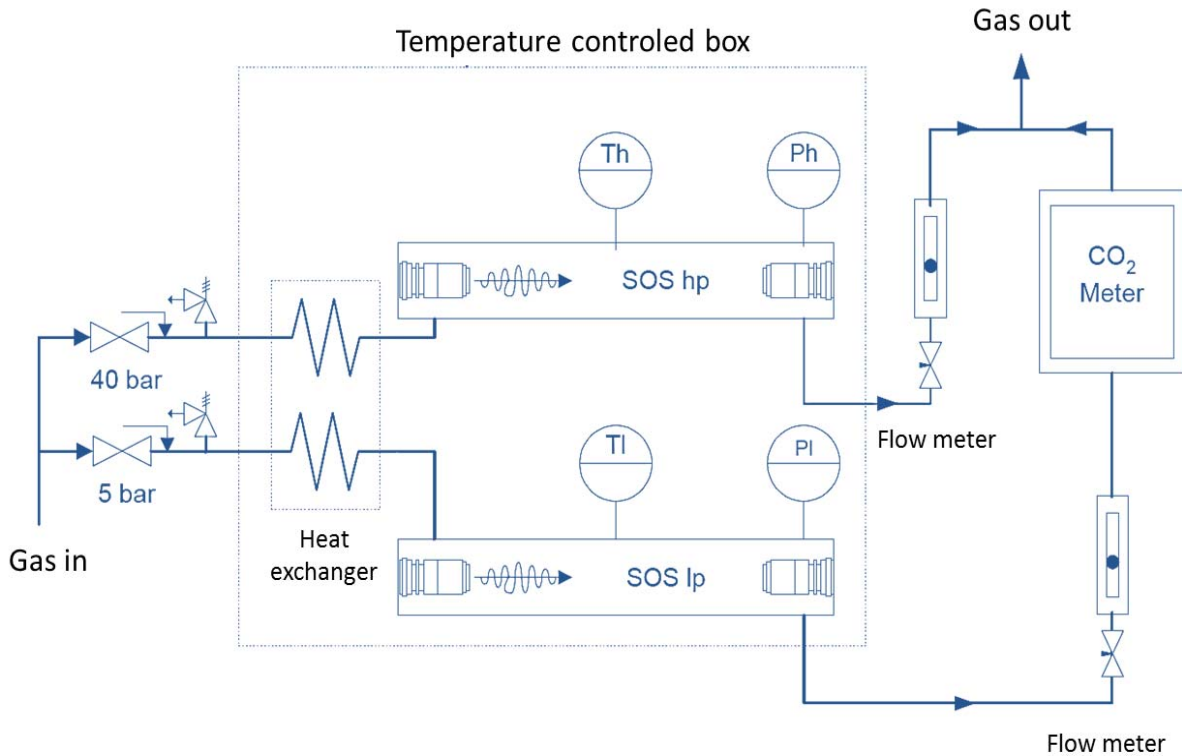 Gas out
Temperature controled box
Th
Ph
SOS hp
CO₂
Meter
40 bar
Flow meter
Tl
Pl
5 bar
Heat
exchanger
Gas in
SOS lp
Flow meter